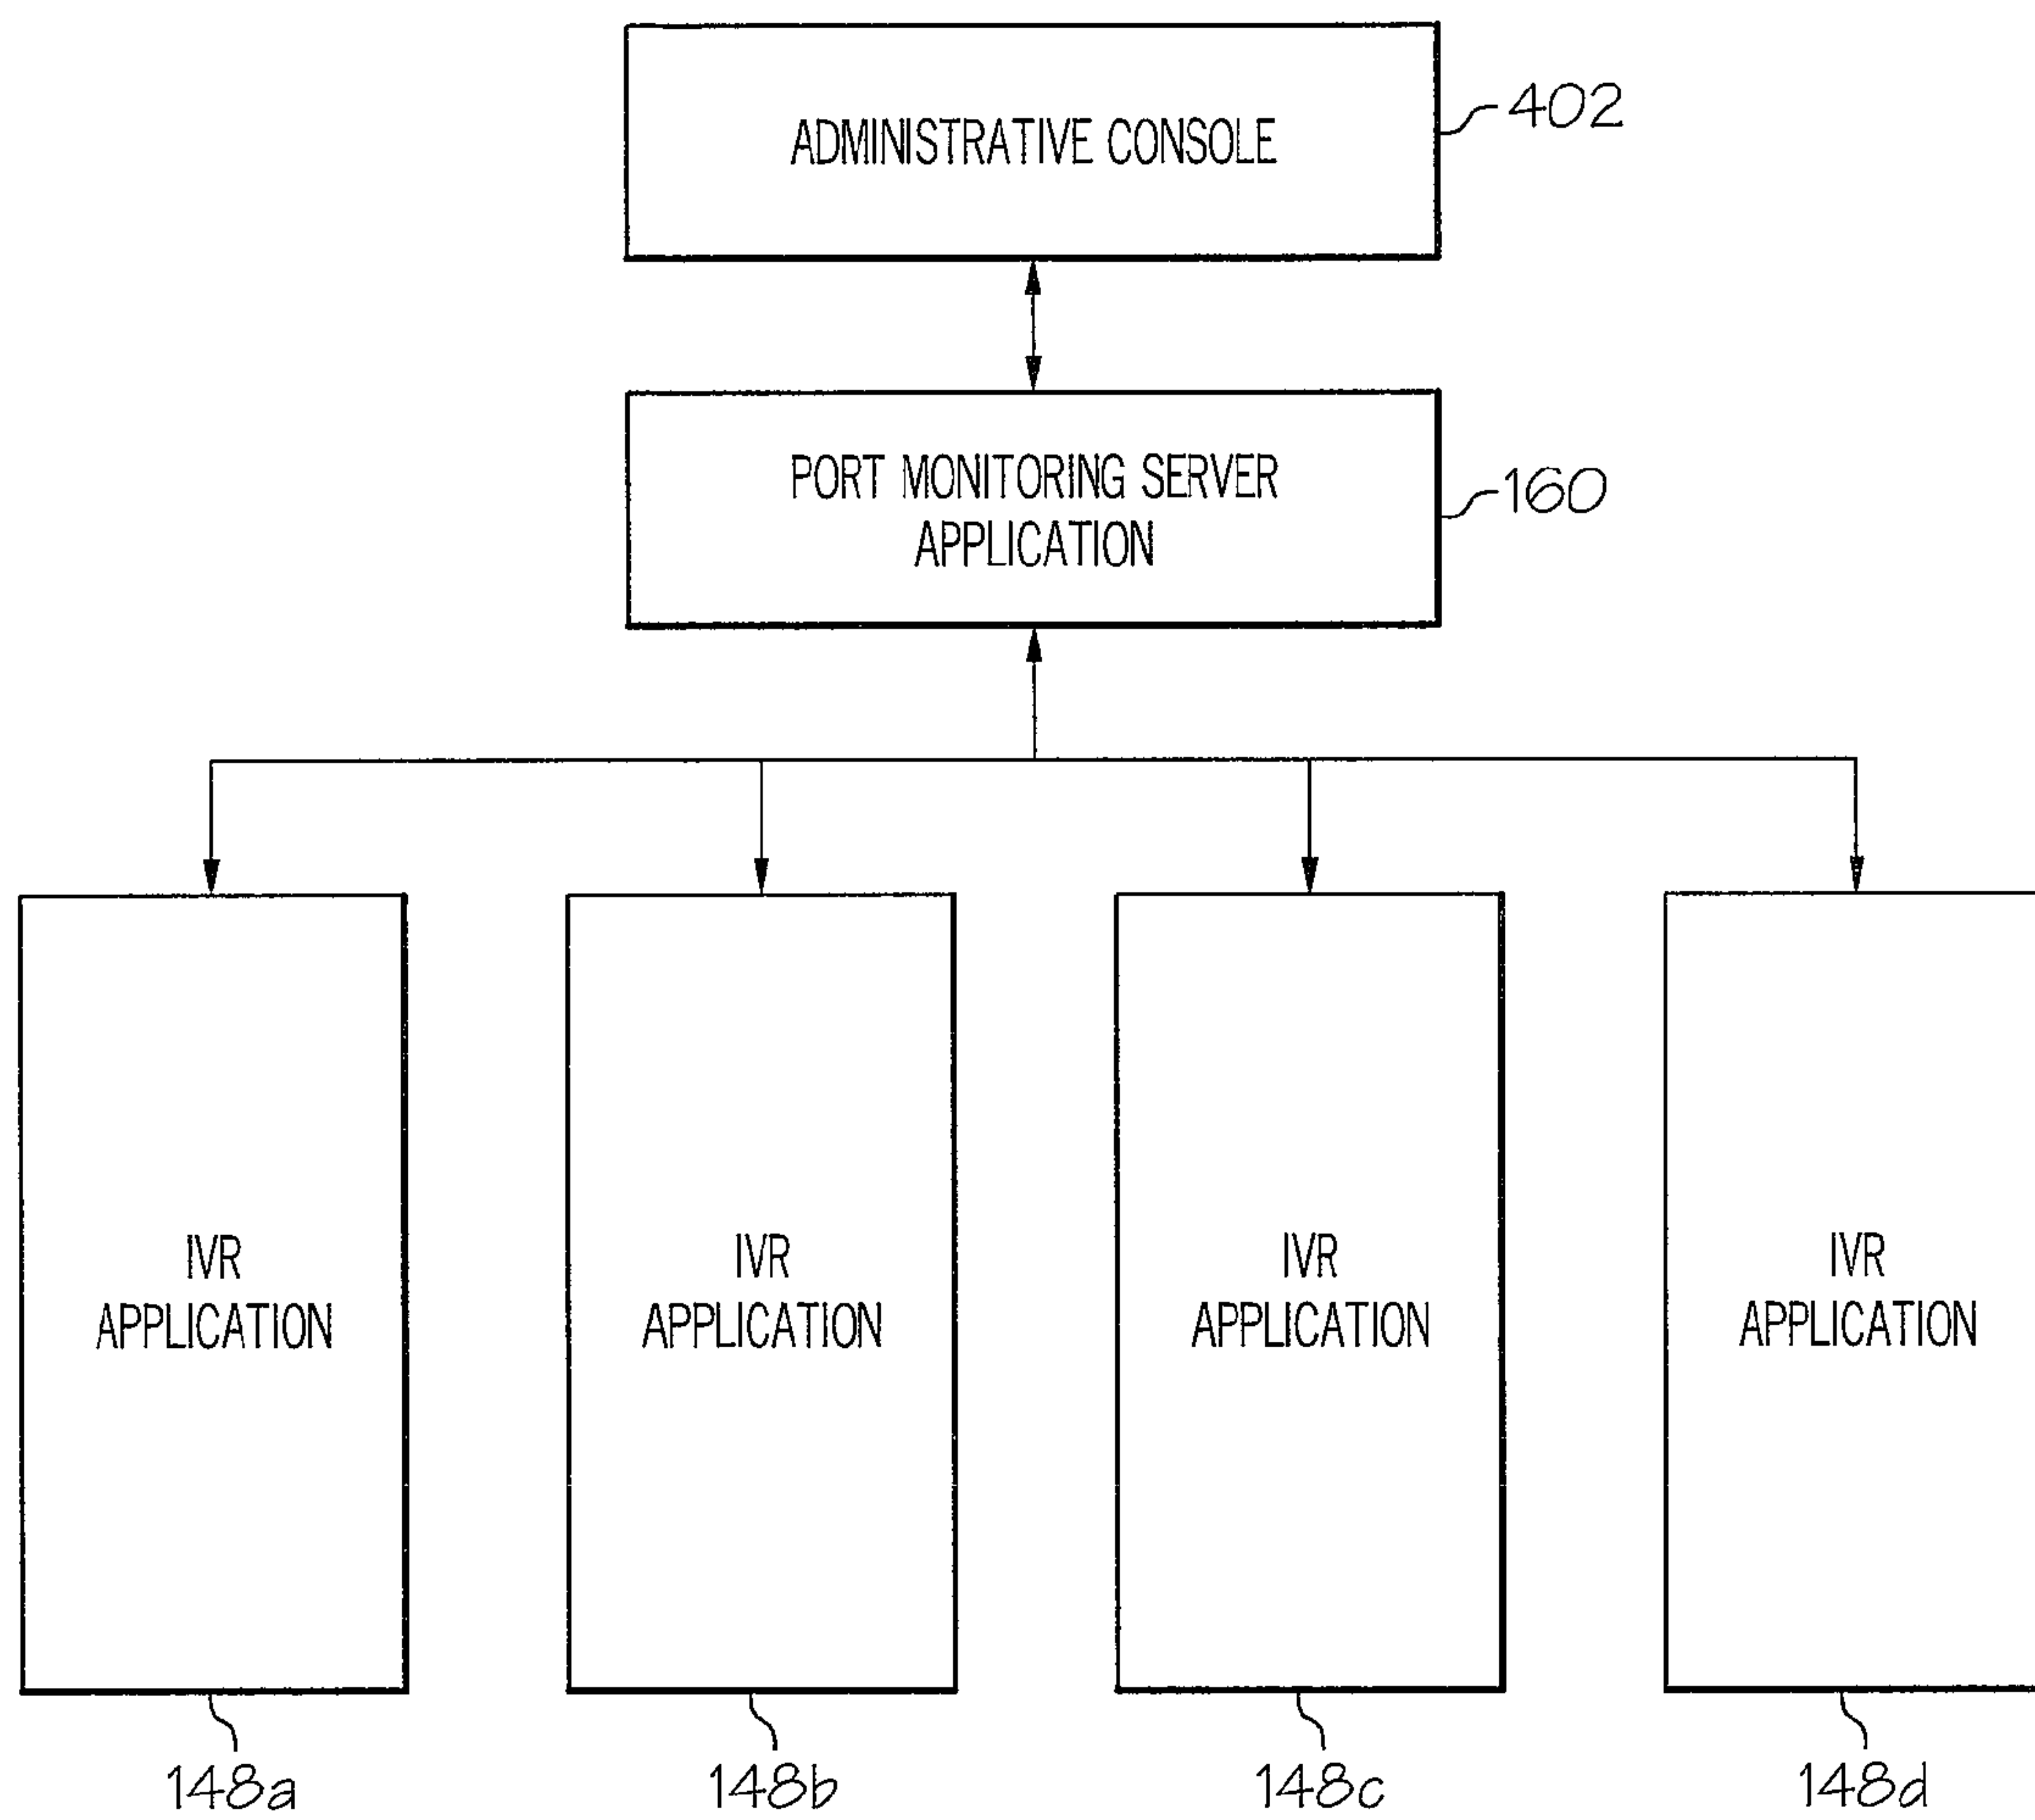 ADMINISTRATIVE CONSOLE
402
PORT MONITORING SERVER
APPLICATION
160
IVR
APPLICATION
IVR
APPLICATION
IVR
APPLICATION
IVR
APPLICATION
148a
148b
148c
148d